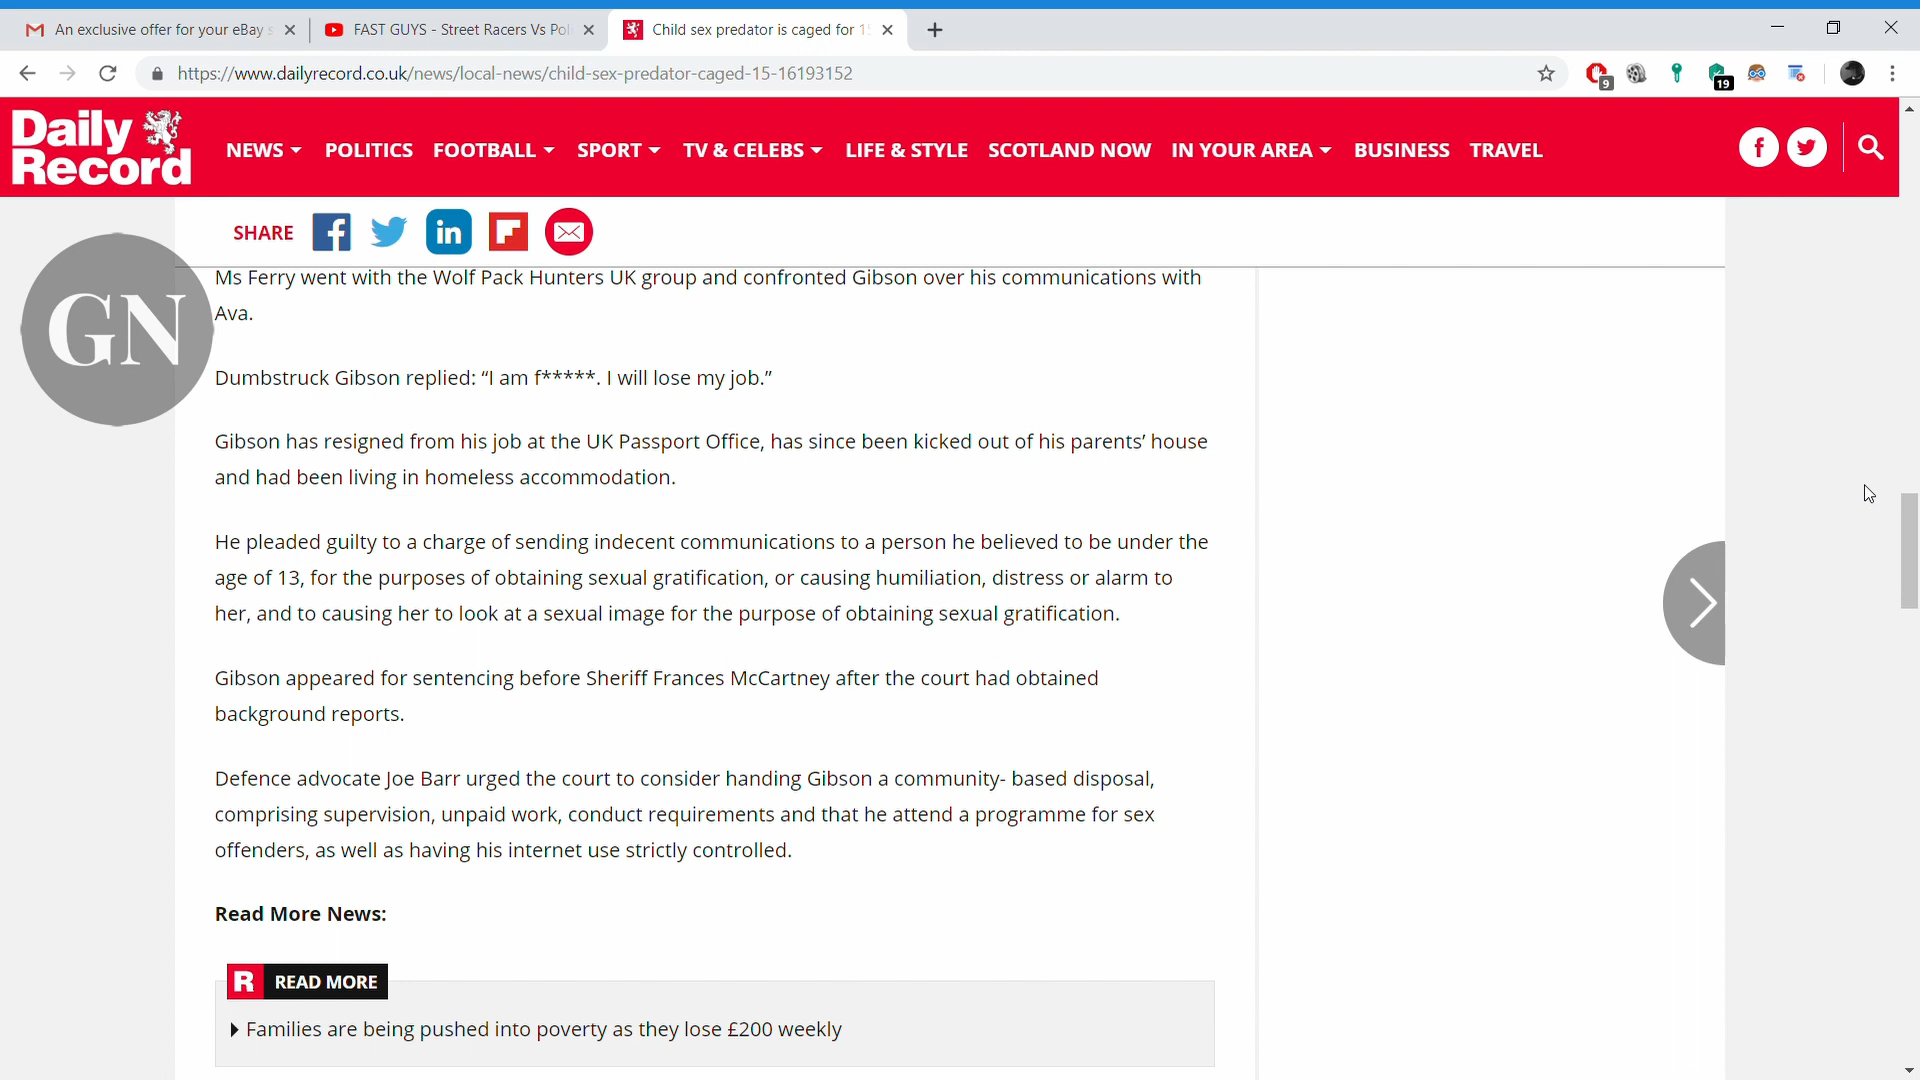 An exclusive offer for your eBay s
FAST GUYS - Street Racers Vs Pol
Child sex predator is caged for 1
https://www.dailyrecord.co.uk/news/local-news/child-sex-predator-caged-15-16193152
9
19
Daily
Record
NEWS
POLITICS
FOOTBALL
SPORT
TV & CELEBS
LIFE & STYLE
SCOTLAND NOW
IN YOUR AREA
BUSINESS
TRAVEL
SHARE
GN
Ms Ferry went with the Wolf Pack Hunters UK group and confronted Gibson over his communications with
Ava.
Dumbstruck Gibson replied: “I am f*****. I will lose my job.”
Gibson has resigned from his job at the UK Passport Office, has since been kicked out of his parents’ house
and had been living in homeless accommodation.
He pleaded guilty to a charge of sending indecent communications to a person he believed to be under the
age of 13, for the purposes of obtaining sexual gratification, or causing humiliation, distress or alarm to
her, and to causing her to look at a sexual image for the purpose of obtaining sexual gratification.
Gibson appeared for sentencing before Sheriff Frances McCartney after the court had obtained
background reports.
Defence advocate Joe Barr urged the court to consider handing Gibson a community- based disposal,
comprising supervision, unpaid work, conduct requirements and that he attend a programme for sex
offenders, as well as having his internet use strictly controlled.
Read More News:
R READ MORE
Families are being pushed into poverty as they lose £200 weekly